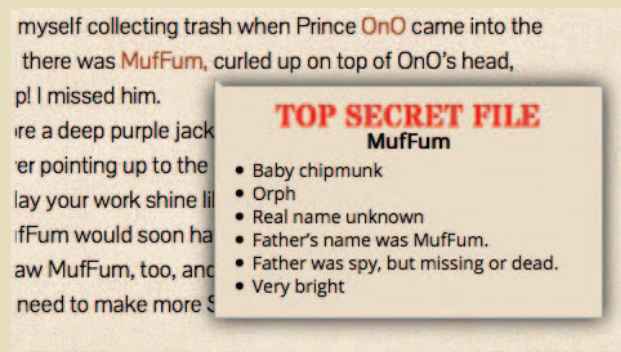 myself collecting trash when Prince OnO came into the
there was MufFum, curled up on top of OnO's head,
p! I missed him.
re a deep purple jack
er pointing up to the
lay your work shine li
fFum would soon ha
aw MufFum, too, and
need to make more S
TOP SECRET FILE
MufFum
• Baby chipmunk
• Orph
• Real name unknown
• Father's name was MufFum.
• Father was spy, but missing or dead.
• Very bright